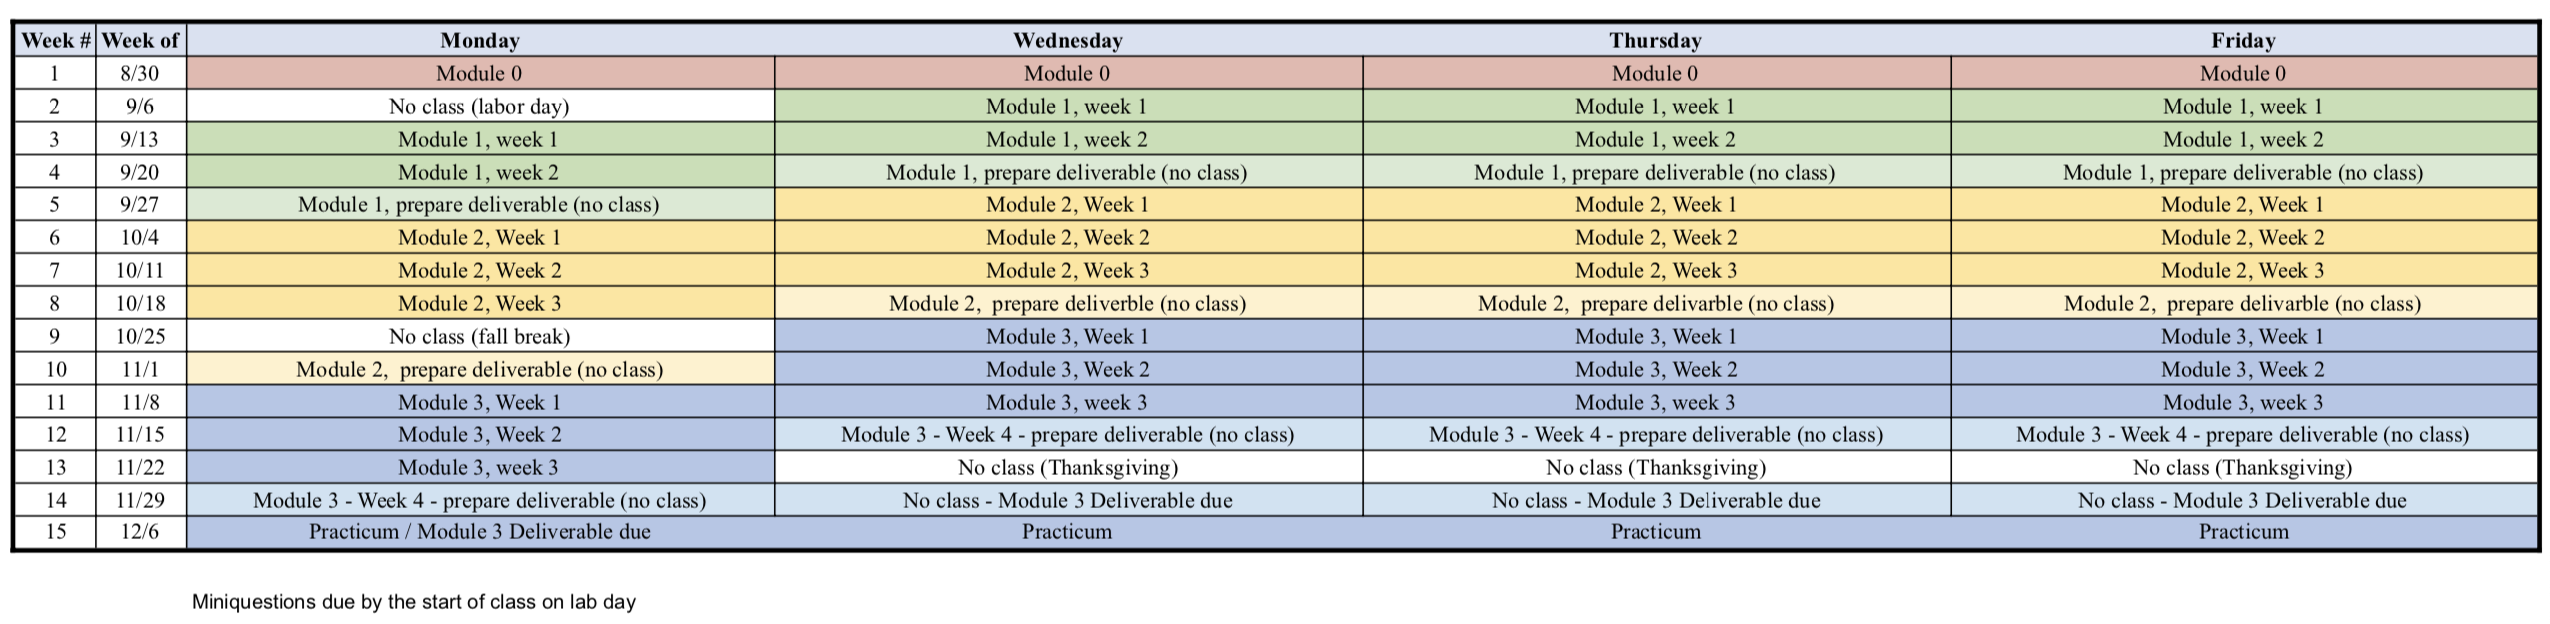 Week # Week of Monday Wednesday Thursday Friday
1 8/30 Module 0 Module 0 Module 0 Module 0
2 9/6 No class (labor day) Module 1, week 1 Module 1, week 1 Module 1, week 1
3 9/13 Module 1, week 1 Module 1, week 2 Module 1, week 2 Module 1, week 2
4 9/20 Module 1, week 2 Module 1, prepare deliverable (no class) Module 1, prepare deliverable (no class) Module 1, prepare deliverable (no class)
5 9/27 Module 1, prepare deliverable (no class) Module 2, Week 1 Module 2, Week 1 Module 2, Week 1
6 10/4 Module 2, Week 1 Module 2, Week 2 Module 2, Week 2 Module 2, Week 2
7 10/11 Module 2, Week 2 Module 2, Week 3 Module 2, Week 3 Module 2, Week 3
8 10/18 Module 2, Week 3 Module 2, prepare deliverble (no class) Module 2, prepare delivarble (no class) Module 2, prepare delivarble (no class)
9 10/25 No class (fall break) Module 3, Week 1 Module 3, Week 1 Module 3, Week 1
10 11/1 Module 2, prepare deliverable (no class) Module 3, Week 2 Module 3, Week 2 Module 3, Week 2
11 11/8 Module 3, Week 1 Module 3, week 3 Module 3, week 3 Module 3, week 3
12 11/15 Module 3, Week 2 Module 3 - Week 4 - prepare deliverable (no class) Module 3 - Week 4 - prepare deliverable (no class) Module 3 - Week 4 - prepare deliverable (no class)
13 11/22 Module 3, week 3 No class (Thanksgiving) No class (Thanksgiving) No class (Thanksgiving)
14 11/29 Module 3 - Week 4 - prepare deliverable (no class) No class - Module 3 Deliverable due No class - Module 3 Deliverable due No class - Module 3 Deliverable due
15 12/6 Practicum / Module 3 Deliverable due Practicum Practicum Practicum
Miniquestions due by the start of class on lab day